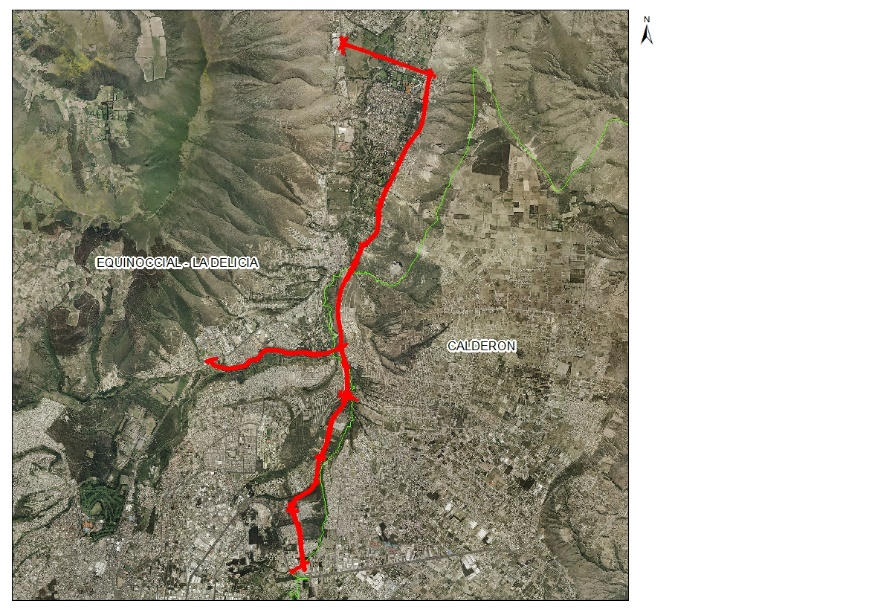 N
EQUINOCCIAL - LA DELICIA
CALDERON